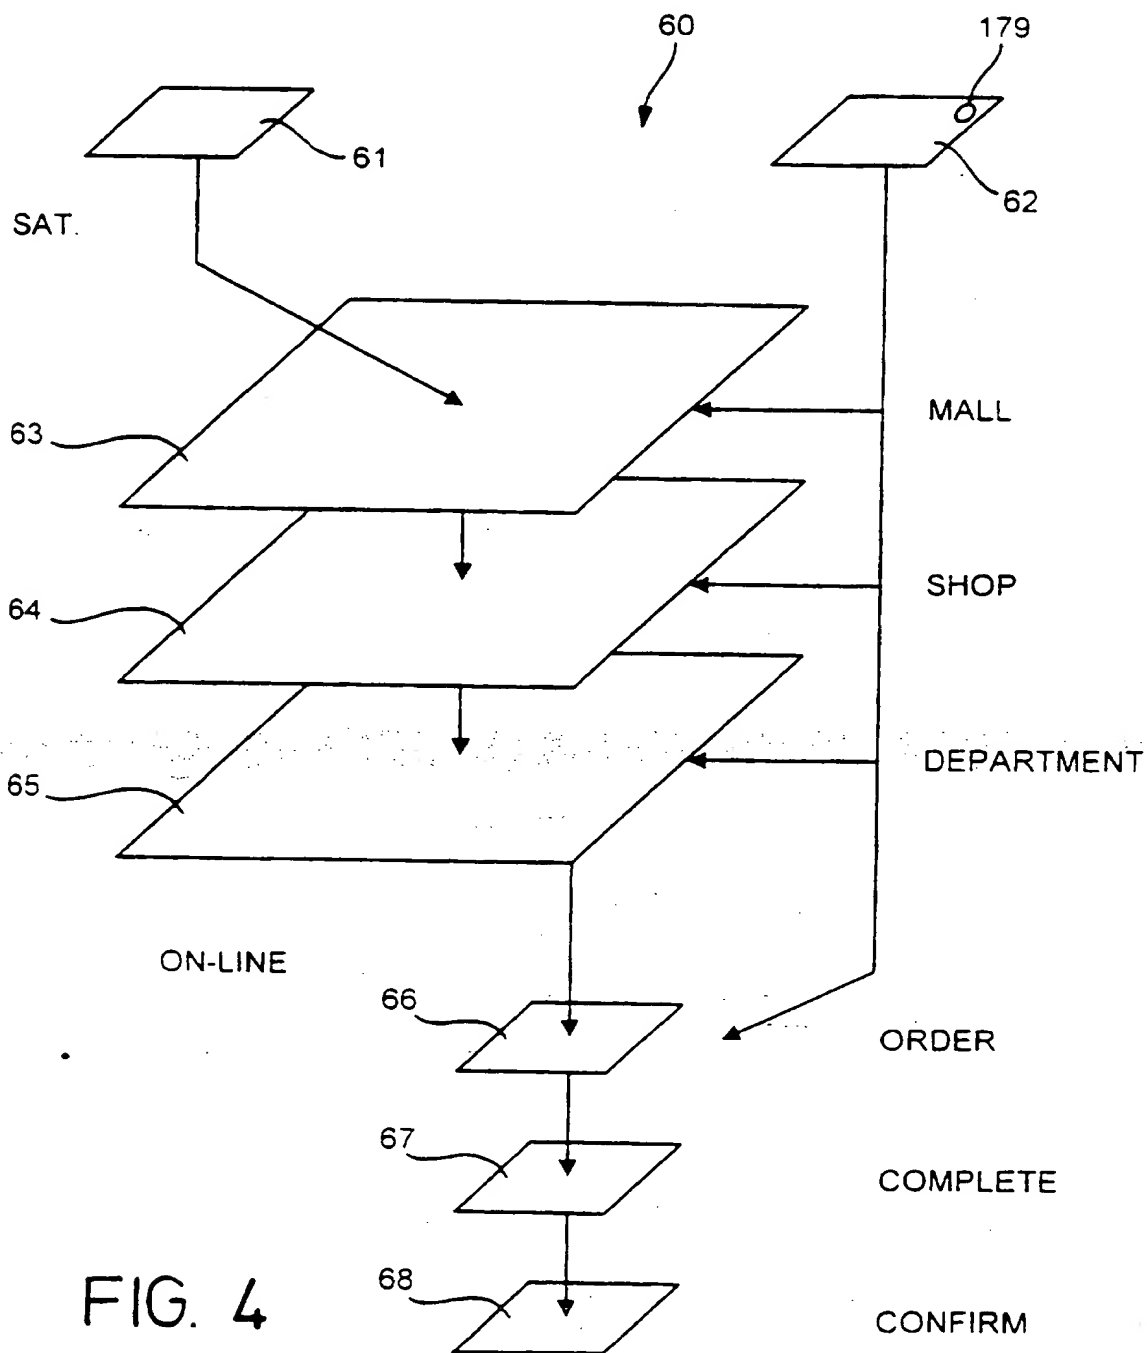 60
179
61
62
SAT.
63
MALL
64
SHOP
65
DEPARTMENT
ON-LINE
66
ORDER
67
COMPLETE
68
CONFIRM
FIG. 4